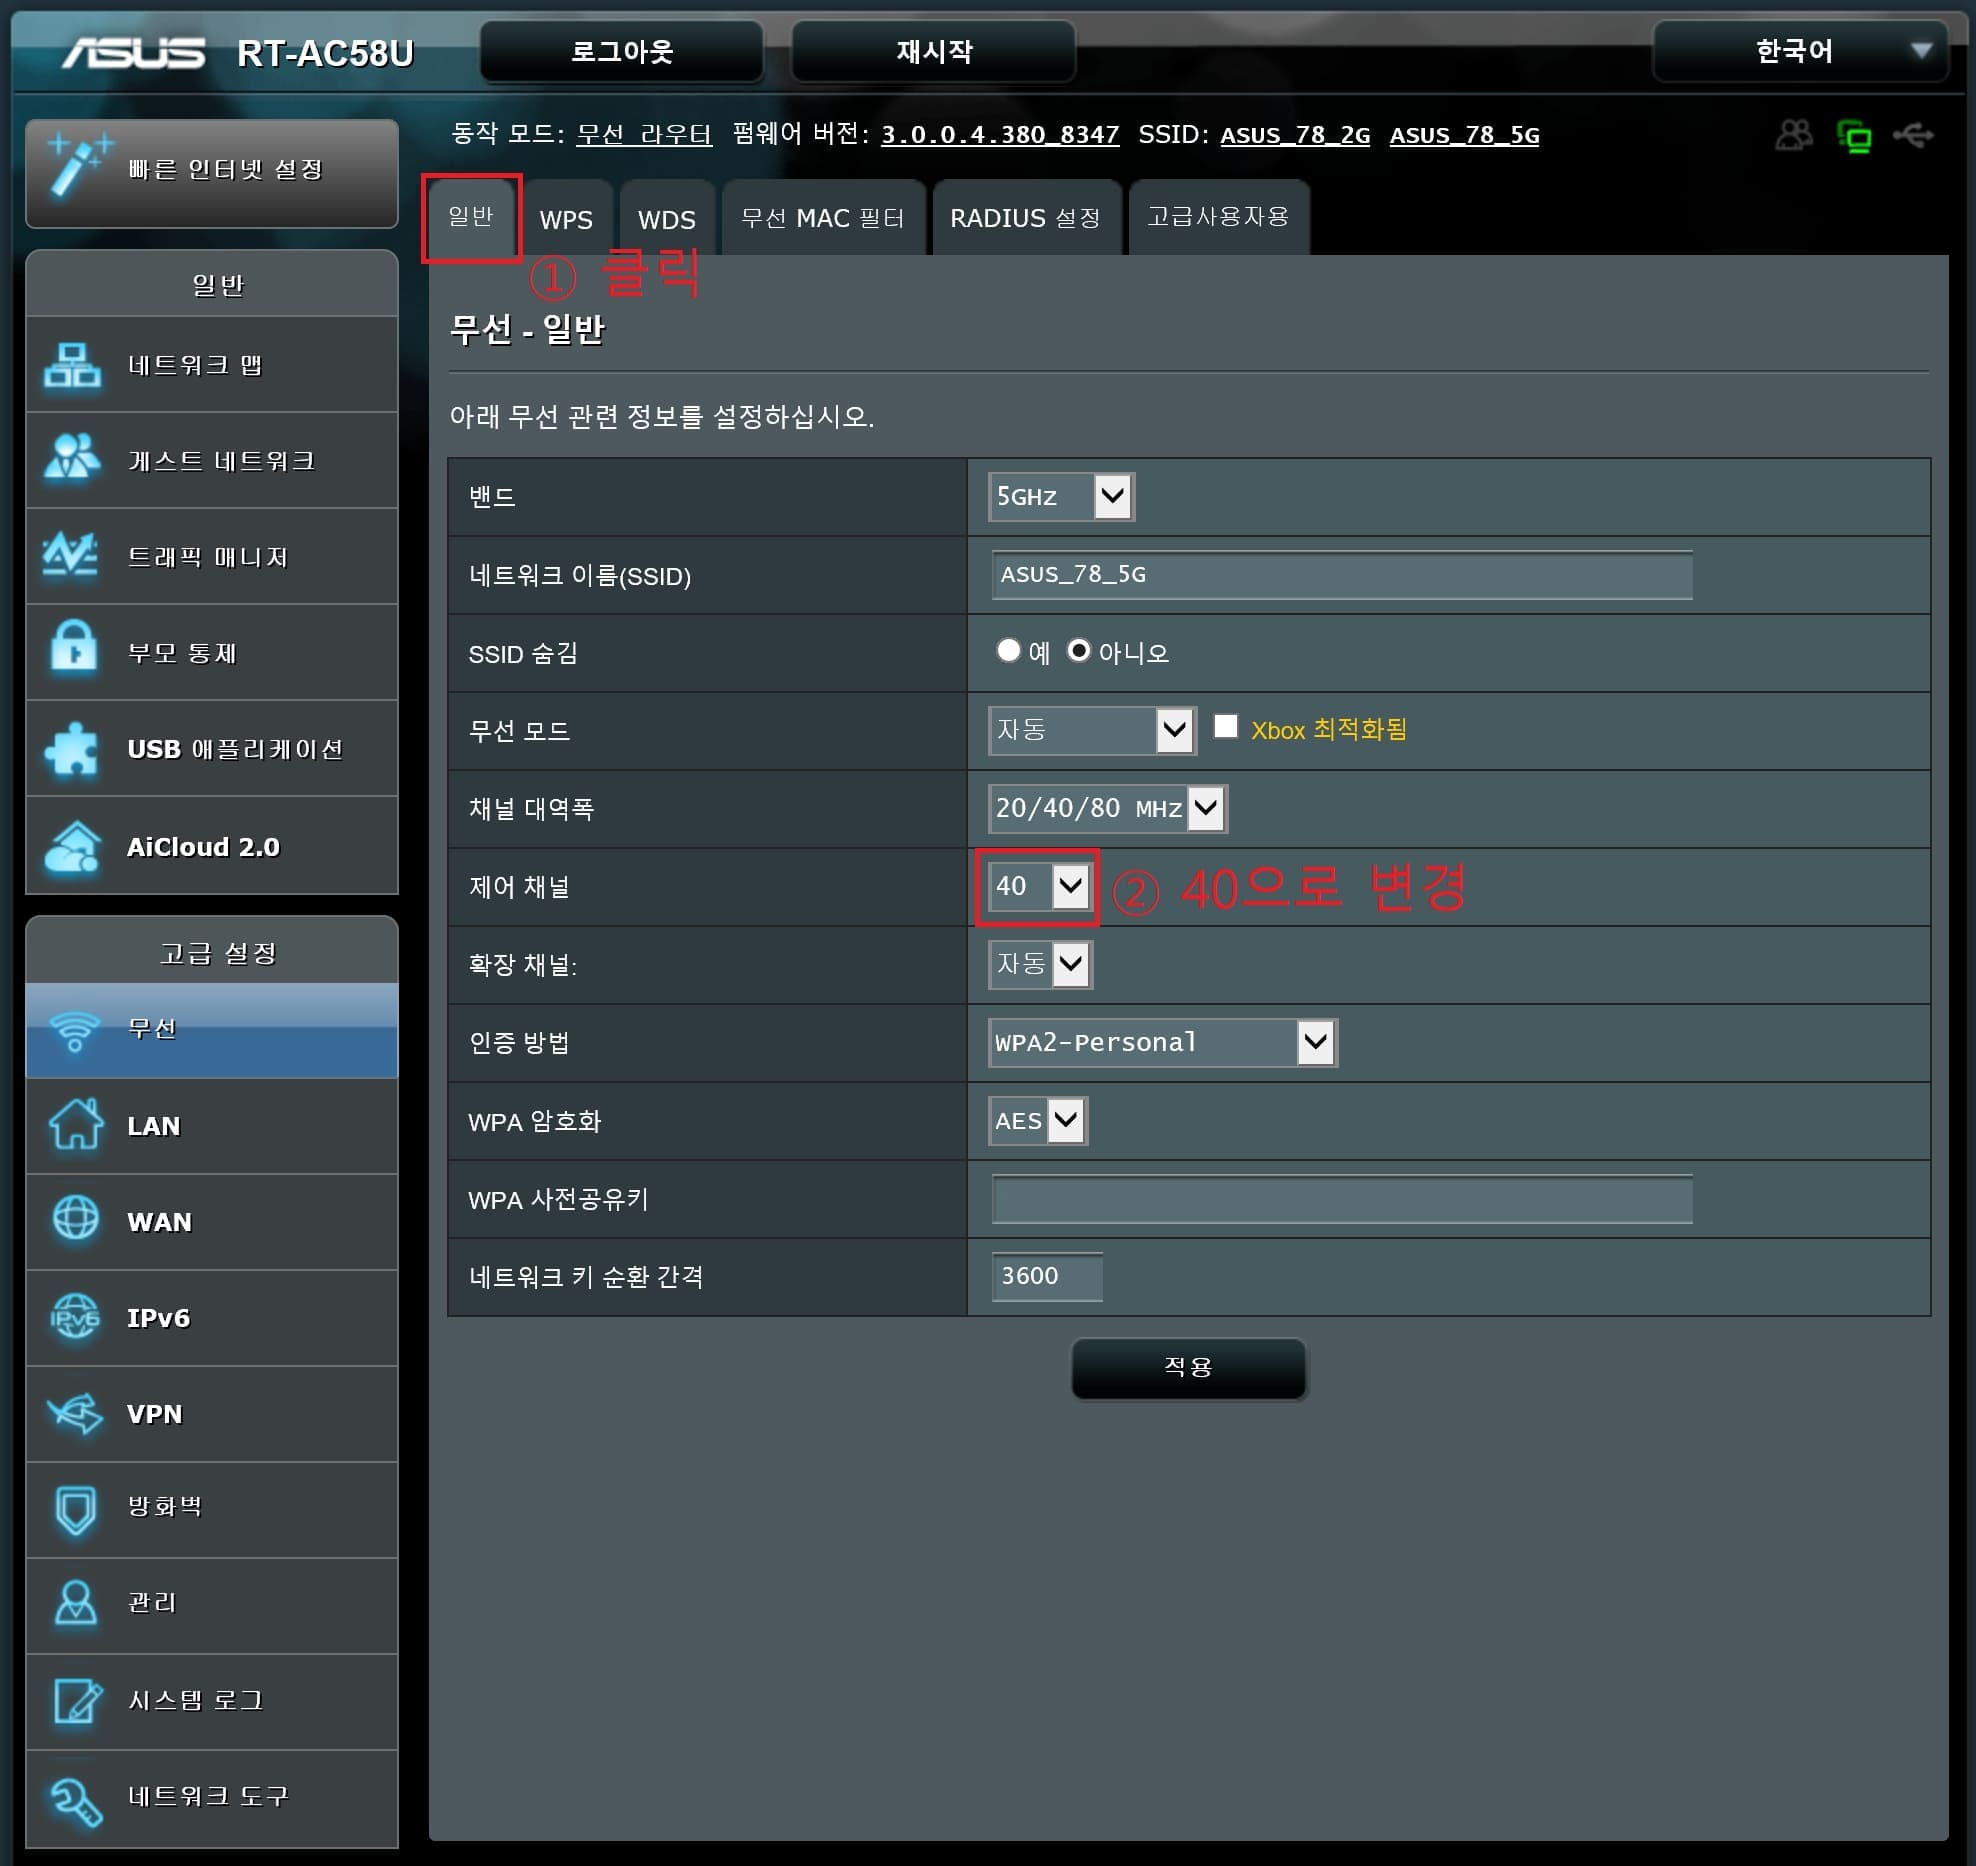 ASUS RT-AC58U 로그아웃 재시작 한국어
동작 모드: 무선 라우터 펌웨어 버전: 3.0.0.4.380_8347 SSID: ASUS_78_2G ASUS_78_5G
빠른 인터넷 설정
일반
네트워크 맵
게스트 네트워크
트래픽 매니저
부모 통제
USB 애플리케이션
AiCloud 2.0
고급 설정
무선
LAN
WAN
IPv6
VPN
방화벽
관리
시스템 로그
네트워크 도구
일반 WPS WDS 무선 MAC 필터 RADIUS 설정 고급사용자용
① 클릭
무선 - 일반
아래 무선 관련 정보를 설정하십시오.
밴드 5GHz
네트워크 이름(SSID) ASUS_78_5G
SSID 숨김 예 아니오
무선 모드 자동 Xbox 최적화됨
채널 대역폭 20/40/80 MHz
제어 채널 40 ② 40으로 변경
확장 채널: 자동
인증 방법 WPA2-Personal
WPA 암호화 AES
WPA 사전공유키
네트워크 키 순환 간격 3600
적용